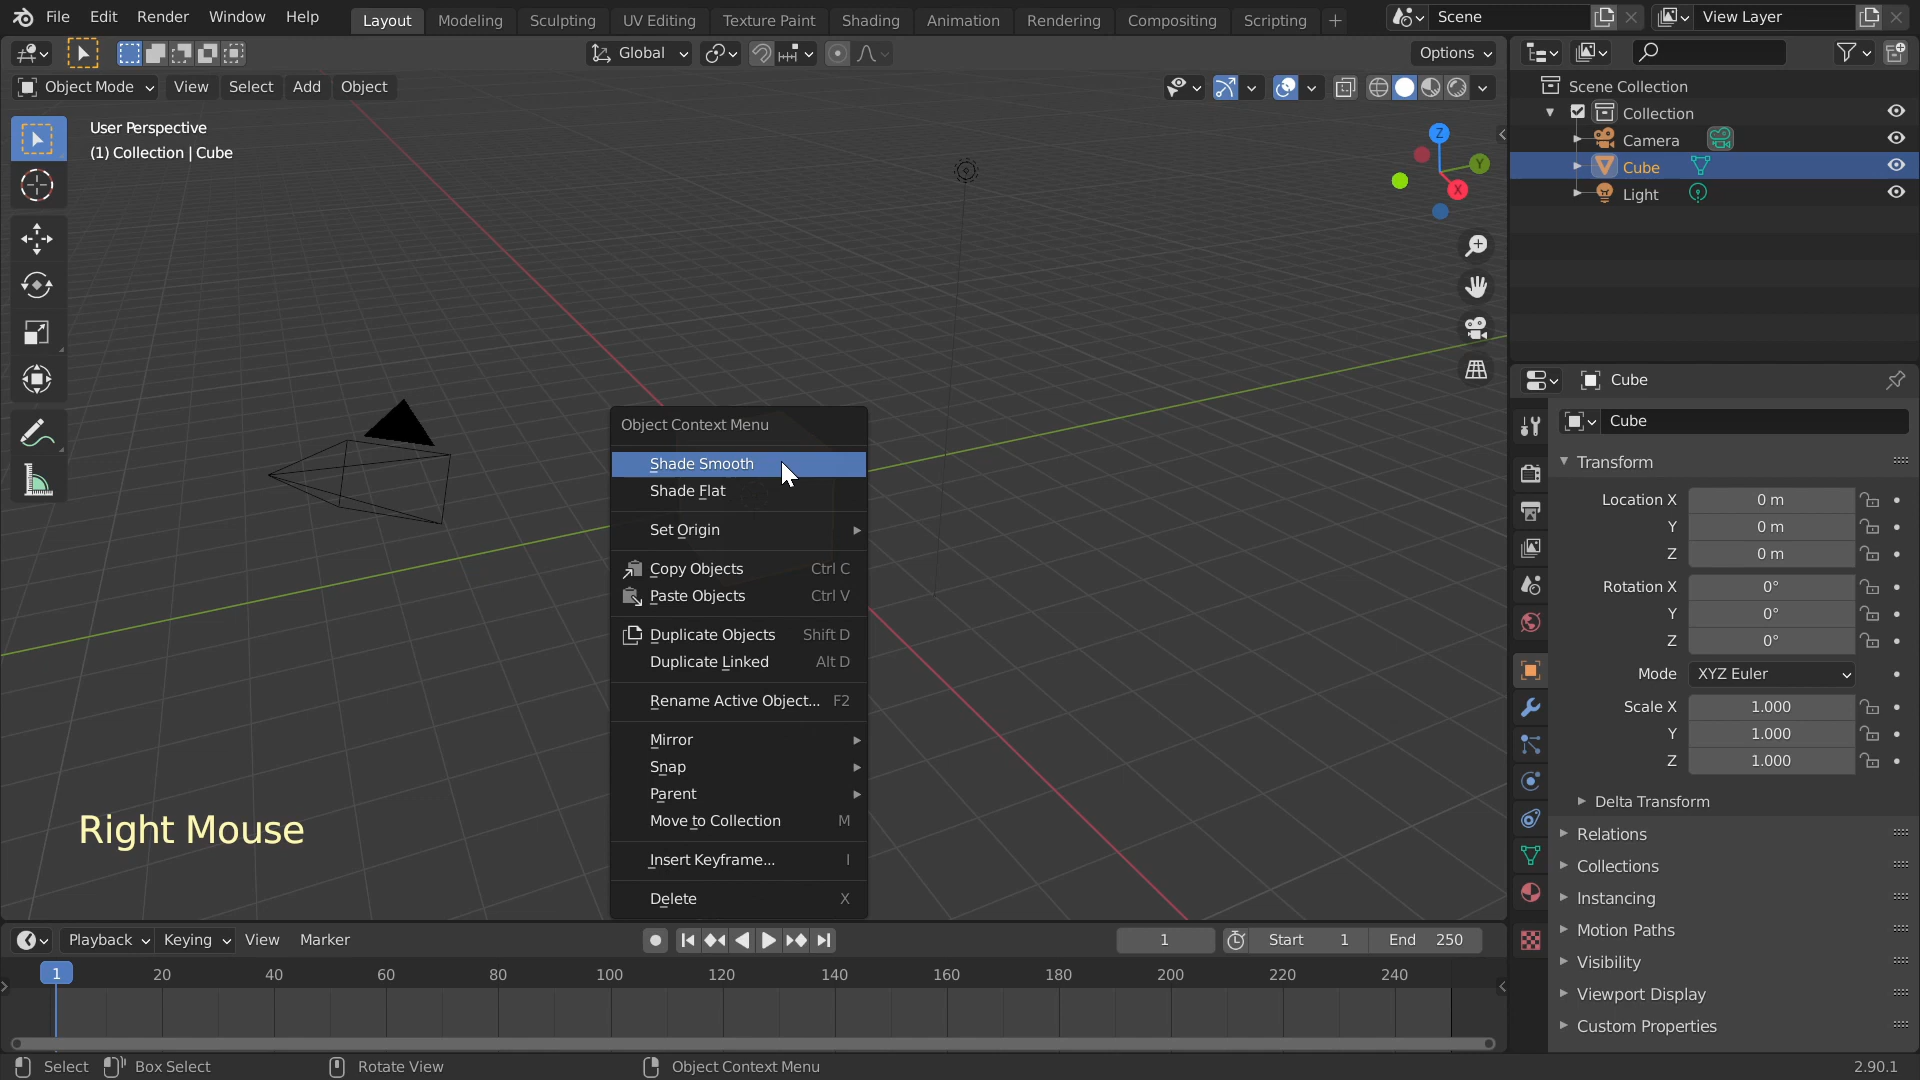 File Edit Render Window Help Layout Modeling Sculpting UV Editing Texture Paint Shading Animation Rendering Compositing Scripting + Scene View Layer
Global Options
Object Mode View Select Add Object
User Perspective
(1) Collection | Cube
Z
Y
X
Scene Collection
Collection
Camera
Cube
Light
Object Context Menu
Shade Smooth
Shade Flat
Set Origin
Copy Objects Ctrl C
Paste Objects Ctrl V
Duplicate Objects Shift D
Duplicate Linked Alt D
Rename Active Object... F2
Mirror
Snap
Parent
Move to Collection M
Insert Keyframe... I
Delete X
Right Mouse
Cube
Cube
Transform
Location X 0 m
Y 0 m
Z 0 m
Rotation X 0°
Y 0°
Z 0°
Mode XYZ Euler
Scale X 1.000
Y 1.000
Z 1.000
Delta Transform
Relations
Collections
Instancing
Motion Paths
Visibility
Viewport Display
Custom Properties
Playback Keying View Marker 1 Start 1 End 250
1 20 40 60 80 100 120 140 160 180 200 220 240
Select Box Select Rotate View Object Context Menu 2.90.1